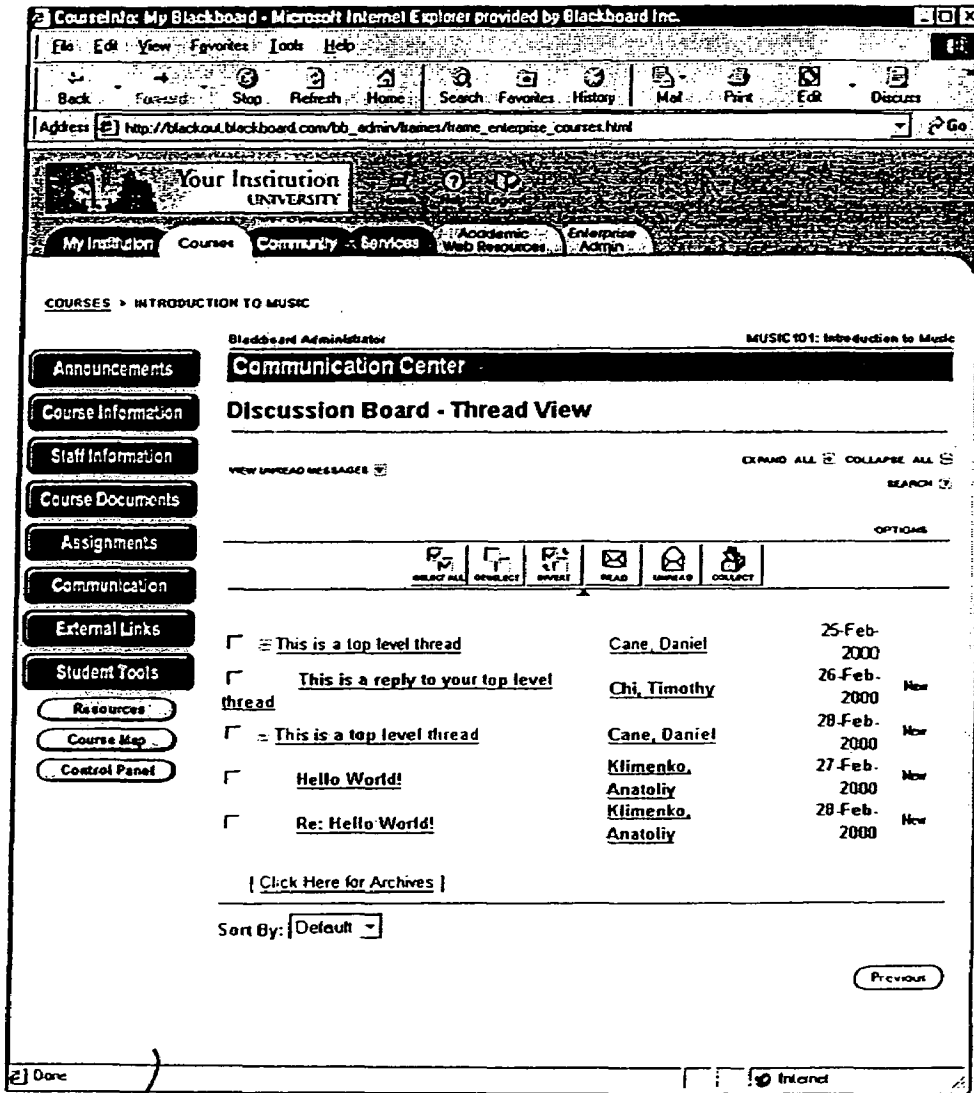 CourseInfo: My Blackboard - Microsoft Internet Explorer provided by Blackboard Inc.
File Edit View Favorites Tools Help
Back Forward Stop Refresh Home Search Favorites History Mail Print Edit Discuss
Address http://blackout.blackboard.com/bb_admin/frames/frame_enterprise_courses.html Go
Your Institution
UNIVERSITY
Home Help Logout
My Institution Courses Community Services Academic Web Resources Enterprise Admin
COURSES > INTRODUCTION TO MUSIC
Blackboard Administrator MUSIC101: Introduction to Music
Announcements
Course Information
Staff Information
Course Documents
Assignments
Communication
External Links
Student Tools
Resources
Course Map
Control Panel
Communication Center
Discussion Board - Thread View
VIEW UNREAD MESSAGES EXPAND ALL COLLAPSE ALL
SEARCH
OPTIONS
SELECT ALL DESELECT INVERT READ UNREAD COLLECT
This is a top level thread Cane, Daniel 25-Feb-2000
This is a reply to your top level thread Chi, Timothy 26-Feb-2000 New
This is a top level thread Cane, Daniel 28-Feb-2000 New
Hello World! Klimenko, Anatoliy 27-Feb-2000 New
Re: Hello World! Klimenko, Anatoliy 28-Feb-2000 New
[ Click Here for Archives ]
Sort By: Default
Previous
Done Internet